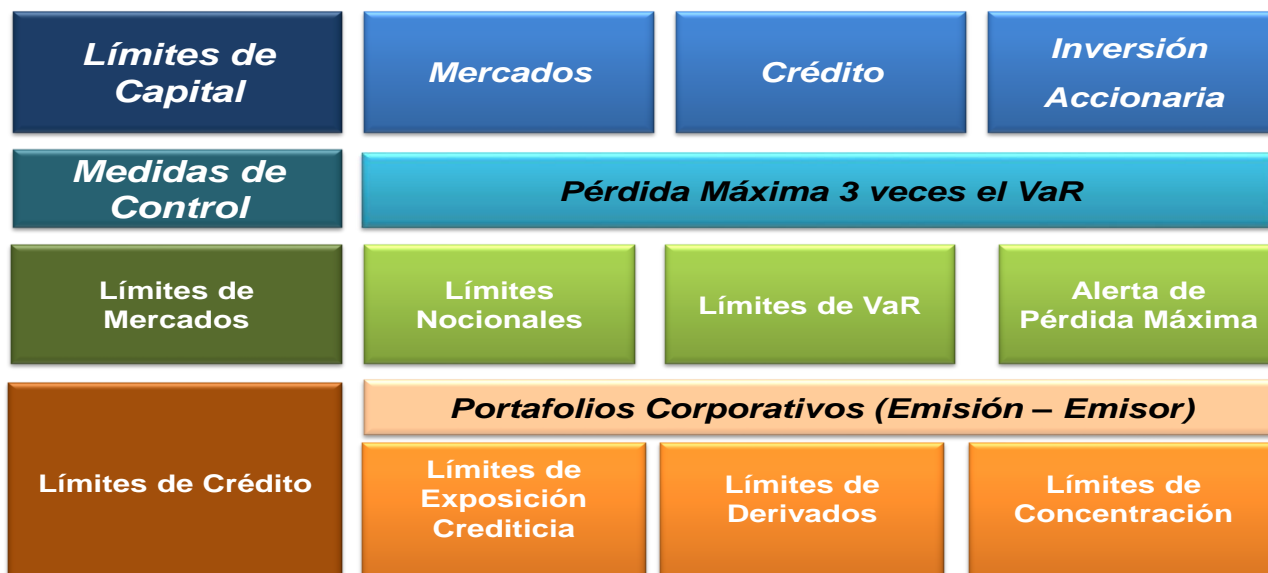 Límites de
Capital
Mercados
Crédito
Inversión
Accionaria
Medidas de
Control
Pérdida Máxima 3 veces el VaR
Límites de
Mercados
Límites
Nocionales
Límites de VaR
Alerta de
Pérdida Máxima
Límites de Crédito
Portafolios Corporativos (Emisión – Emisor)
Límites de
Exposición
Crediticia
Límites de
Derivados
Límites de
Concentración